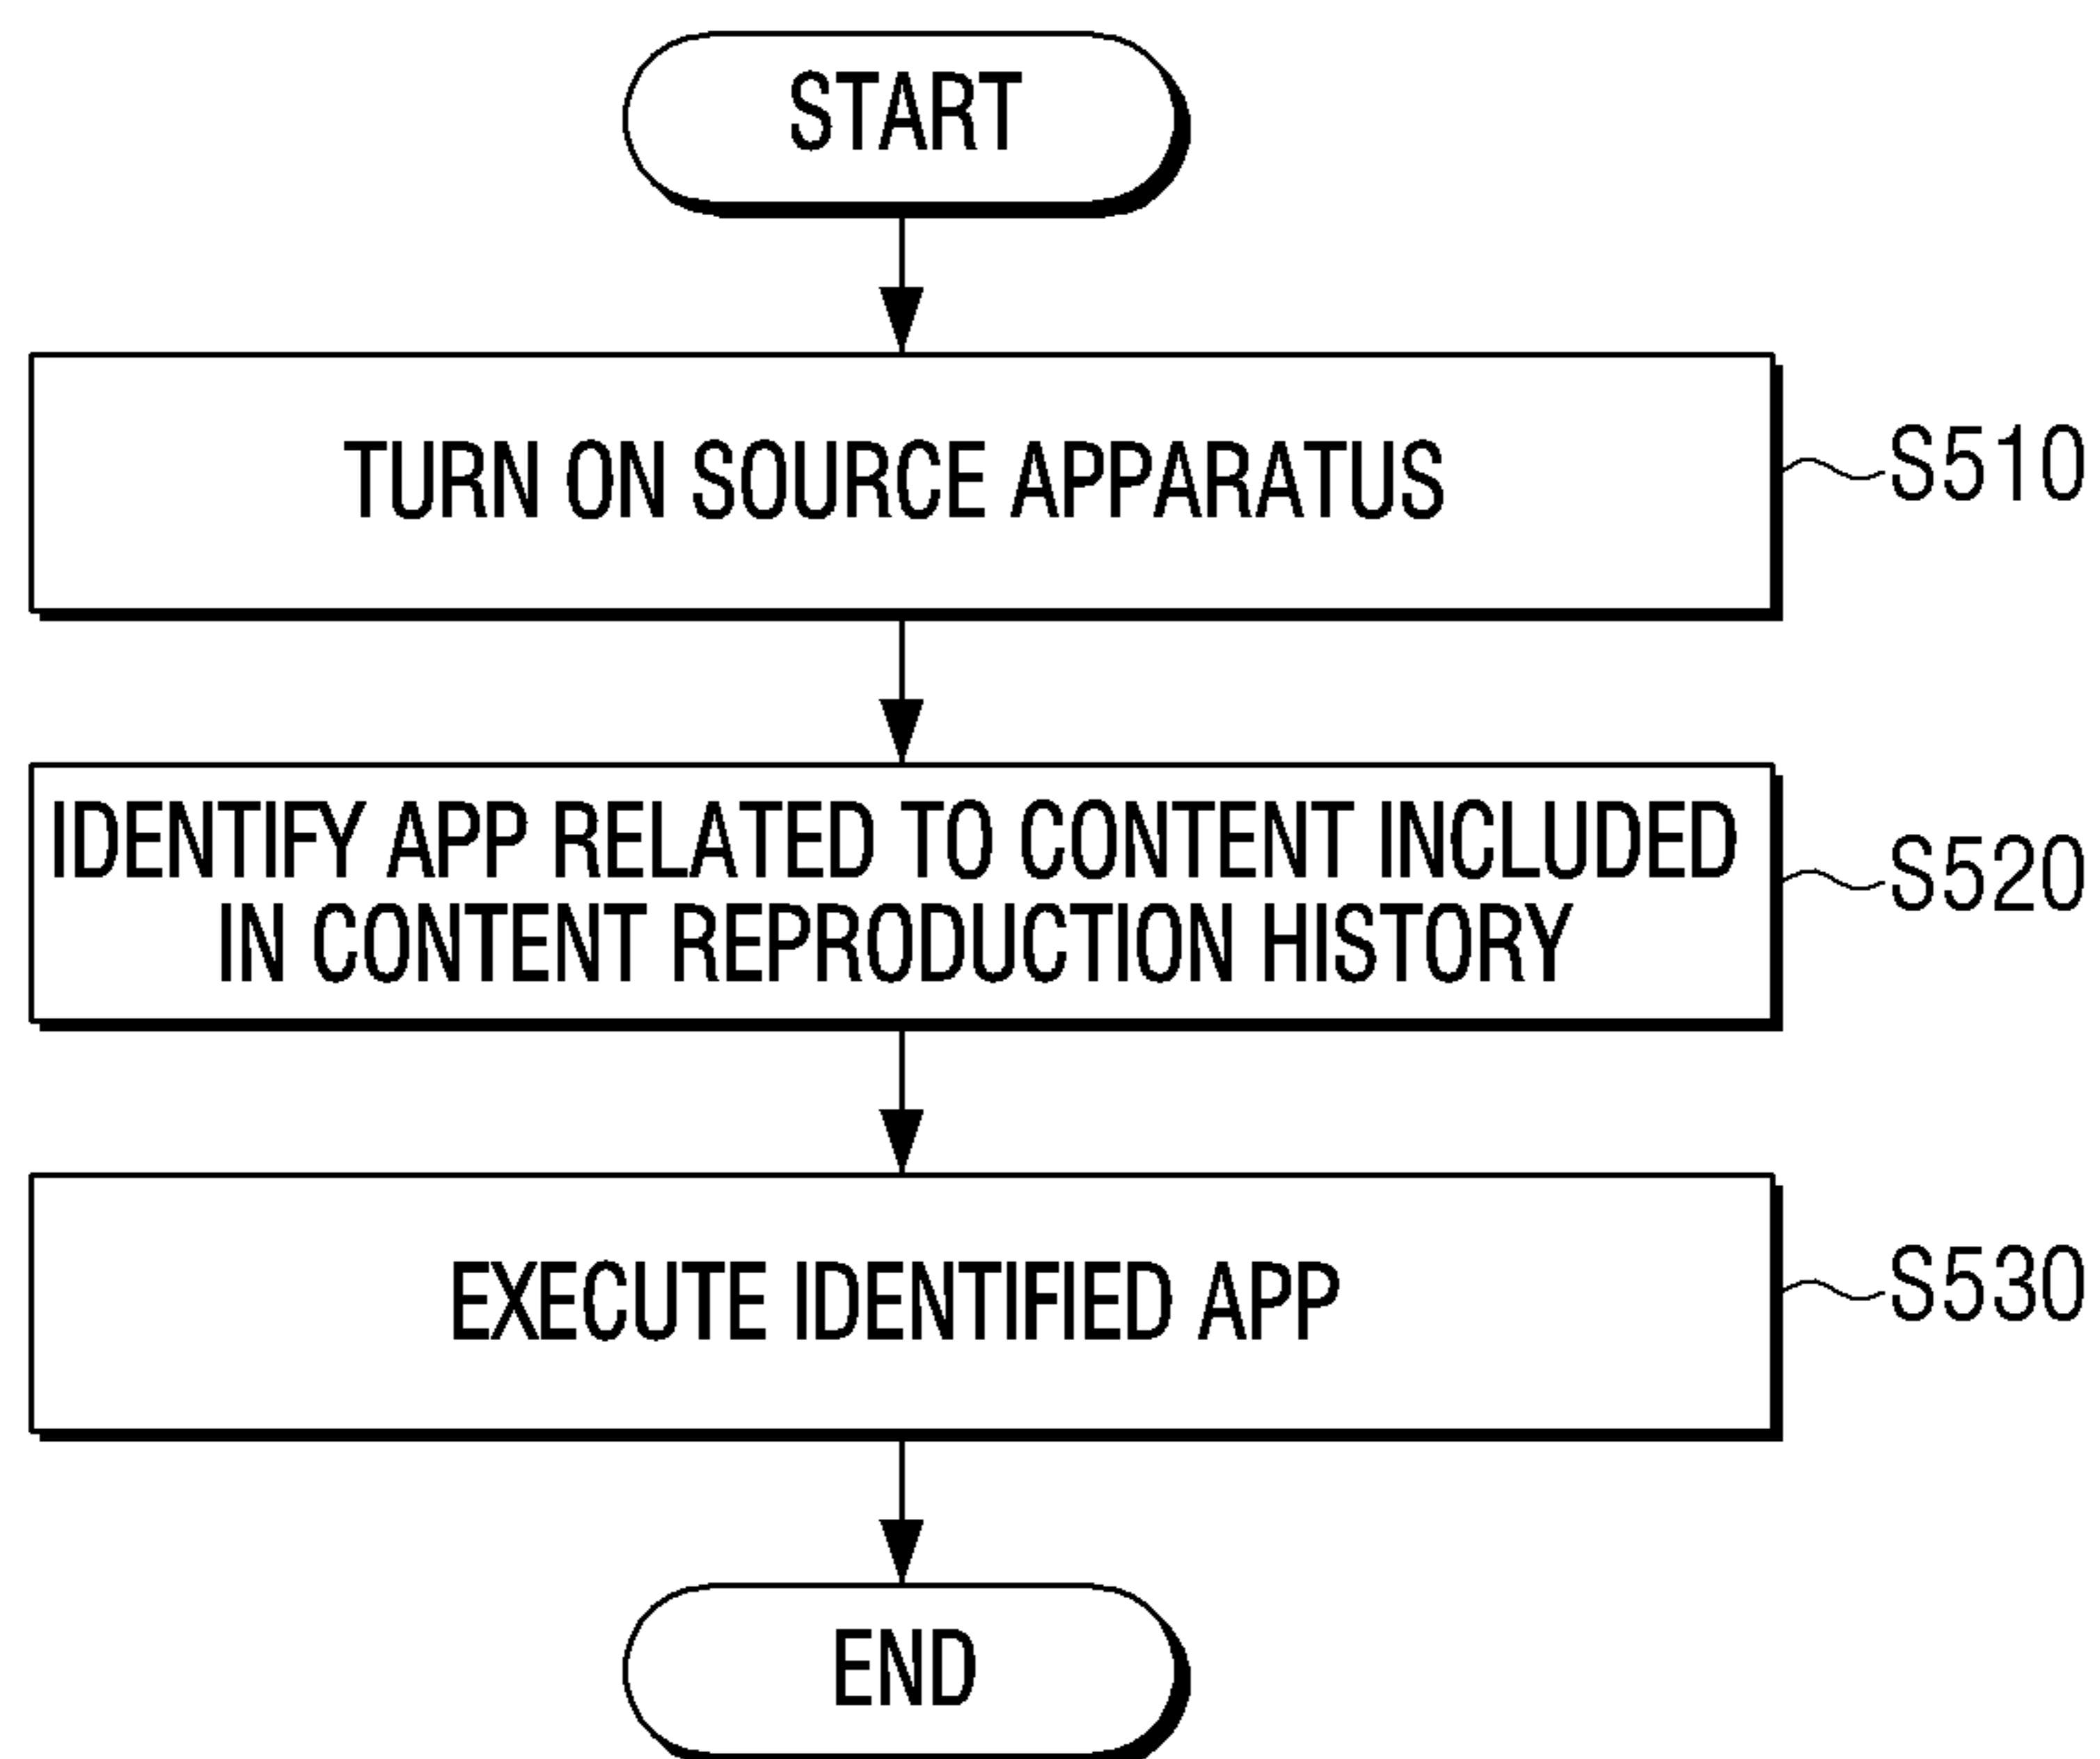 START
TURN ON SOURCE APPARATUS
S510
IDENTIFY APP RELATED TO CONTENT INCLUDED
IN CONTENT REPRODUCTION HISTORY
S520
EXECUTE IDENTIFIED APP
S530
END